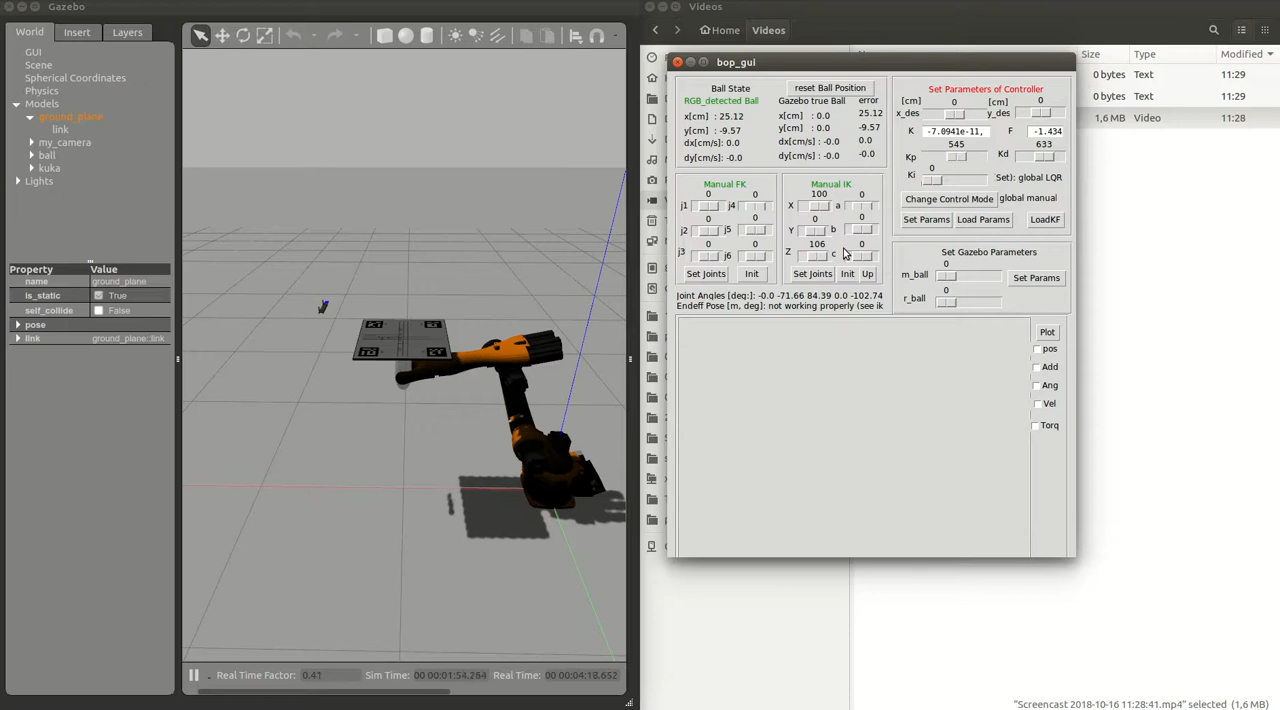 Gazebo
World Insert Layers
GUI
Scene
Spherical Coordinates
Physics
Models
ground_plane
link
my_camera
ball
kuka
Lights
Property Value
name ground_plane
is_static True
self_collide False
pose
link ground_plane::link
Real Time Factor: 0.41 Sim Time: 00 00:01:54.264 Real Time: 00 00:04:18.652
Videos
Home Videos
Size Type Modified
0 bytes Text 11:29
0 bytes Text 11:29
1,6 MB Video 11:28
bop_gui
Ball State reset Ball Position
RGB_detected Ball Gazebo true Ball error
x[cm] : 25.12 x[cm] : 0.0 25.12
y[cm] : -9.57 y[cm] : 0.0 -9.57
dx[cm/s]: 0.0 dx[cm/s] : -0.0 0.0
dy[cm/s]: -0.0 dy[cm/s] : -0.0 -0.0
Set Parameters of Controller
[cm] 0 [cm] 0
x_des y_des
K -7.0941e-11, F -1.434
545 633
Kp Kd
0
Ki Set): global LQR
Change Control Mode global manual
Set Params Load Params LoadKF
Manual FK
0 0
j1 j4
0 0
j2 j5
0 0
j3 j6
Set Joints Init
Manual IK
100 0
X a
0 0
Y b
106 0
Z c
Set Joints Init Up
Set Gazebo Parameters
0
m_ball Set Params
0
r_ball
Joint Angles [deg:] -0.0 -71.66 84.39 0.0 -102.74
Endeff Pose [m, deg]: not working properly (see ik
Plot
pos
Add
Ang
Vel
Torq
"Screencast 2018-10-16 11:28:41.mp4" selected (1,6 MB)